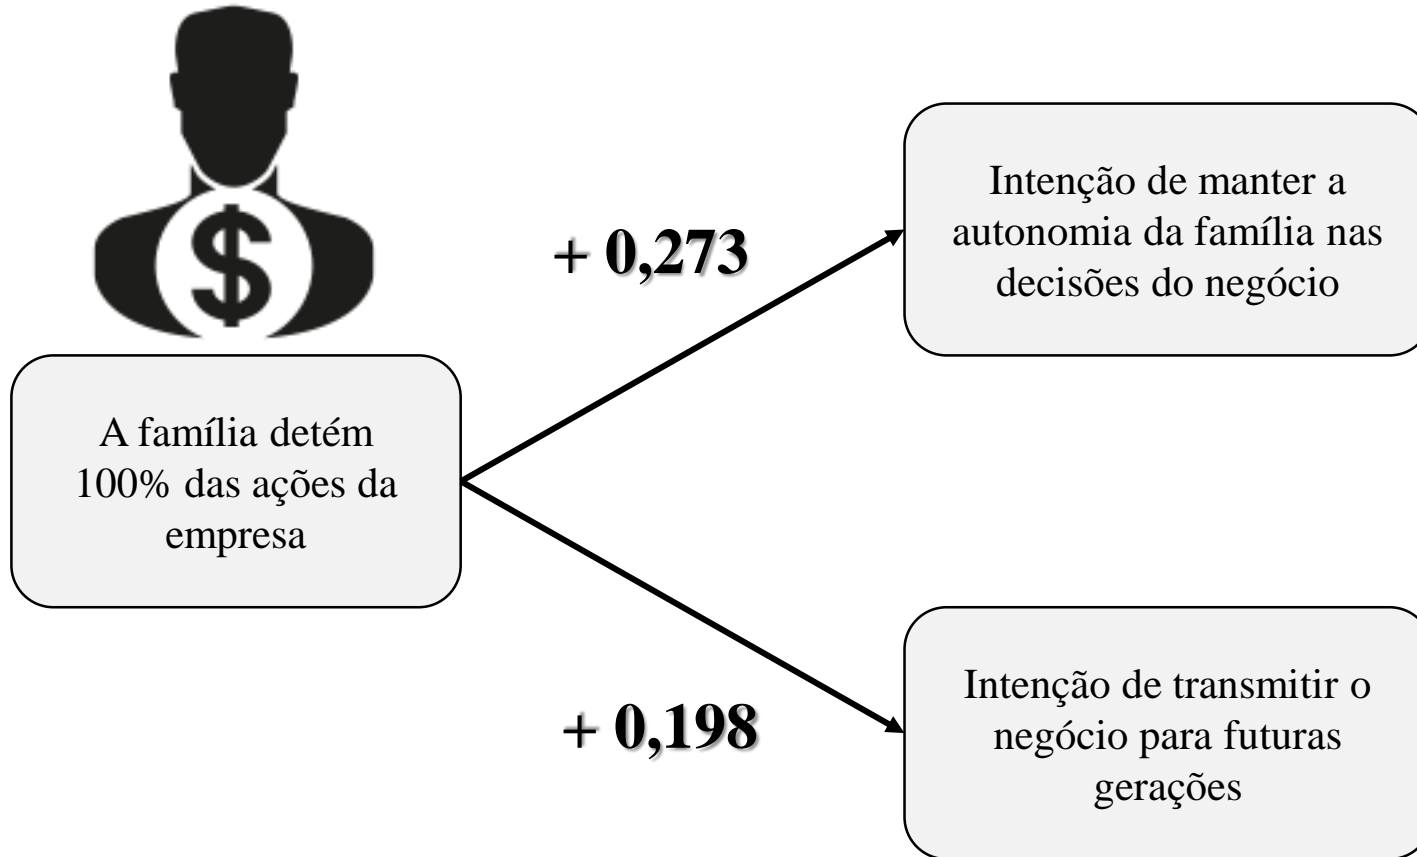 $
A família detém
100% das ações da
empresa
+ 0,273
Intenção de manter a
autonomia da família nas
decisões do negócio
+ 0,198
Intenção de transmitir o
negócio para futuras
gerações